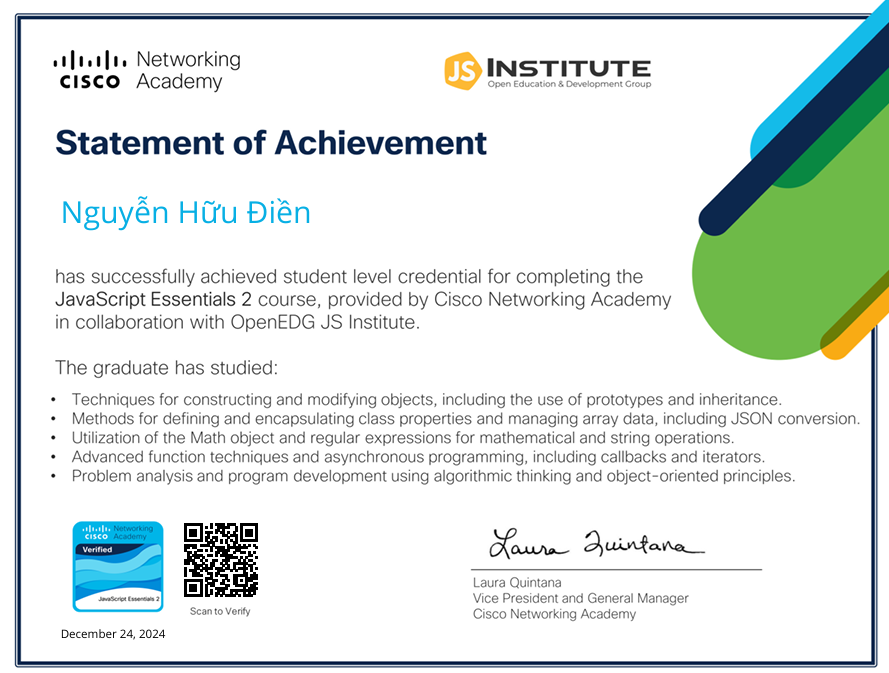 Networking
CISCO Academy
JS INSTITUTE
Open Education & Development Group
Statement of Achievement
Nguyễn Hữu Điền
has successfully achieved student level credential for completing the
JavaScript Essentials 2 course, provided by Cisco Networking Academy
in collaboration with OpenEDG JS Institute.
The graduate has studied:
• Techniques for constructing and modifying objects, including the use of prototypes and inheritance.
• Methods for defining and encapsulating class properties and managing array data, including JSON conversion.
• Utilization of the Math object and regular expressions for mathematical and string operations.
• Advanced function techniques and asynchronous programming, including callbacks and iterators.
• Problem analysis and program development using algorithmic thinking and object-oriented principles.
Networking
CISCO Academy
Verified
JavaScript Essentials 2
Scan to Verify
December 24, 2024
Laura Quintana
Laura Quintana
Vice President and General Manager
Cisco Networking Academy